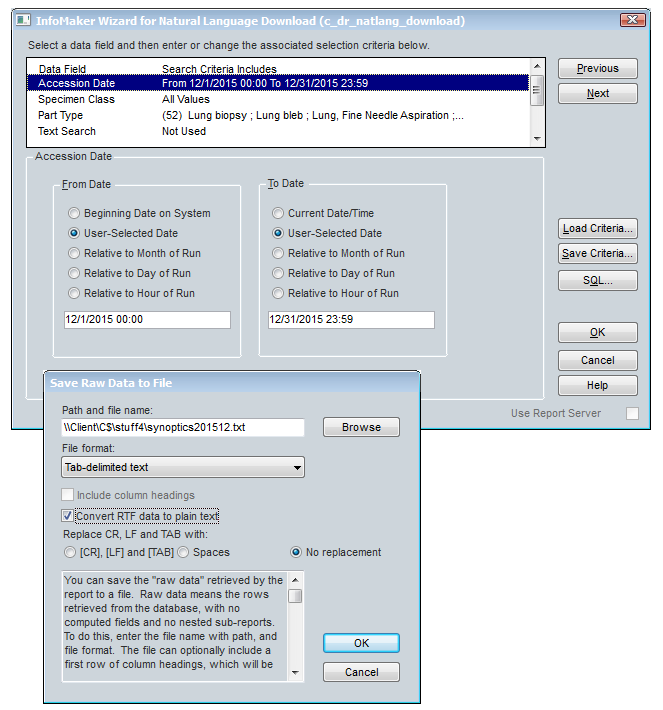 InfoMaker Wizard for Natural Language Download (c_dr_natlang_download)
Select a data field and then enter or change the associated selection criteria below.
Data Field Search Criteria Includes
Accession Date From 12/1/2015 00:00 To 12/31/2015 23:59
Specimen Class All Values
Part Type (52) Lung biopsy ; Lung bleb ; Lung, Fine Needle Aspiration ;...
Text Search Not Used
Previous
Next
Accession Date
From Date
Beginning Date on System
User-Selected Date
Relative to Month of Run
Relative to Day of Run
Relative to Hour of Run
12/1/2015 00:00
To Date
Current Date/Time
User-Selected Date
Relative to Month of Run
Relative to Day of Run
Relative to Hour of Run
12/31/2015 23:59
Load Criteria...
Save Criteria...
SQL...
OK
Cancel
Help
Use Report Server
Save Raw Data to File
Path and file name:
\\Client\C$\stuff4\synoptics201512.txt
Browse
File format:
Tab-delimited text
Include column headings
Convert RTF data to plain text
Replace CR, LF and TAB with:
[CR], [LF] and [TAB] Spaces No replacement
You can save the "raw data" retrieved by the
report to a file. Raw data means the rows
retrieved from the database, with no
computed fields and no nested sub-reports.
To do this, enter the file name with path, and
file format. The file can optionally include a
first row of column headings, which will be
OK
Cancel